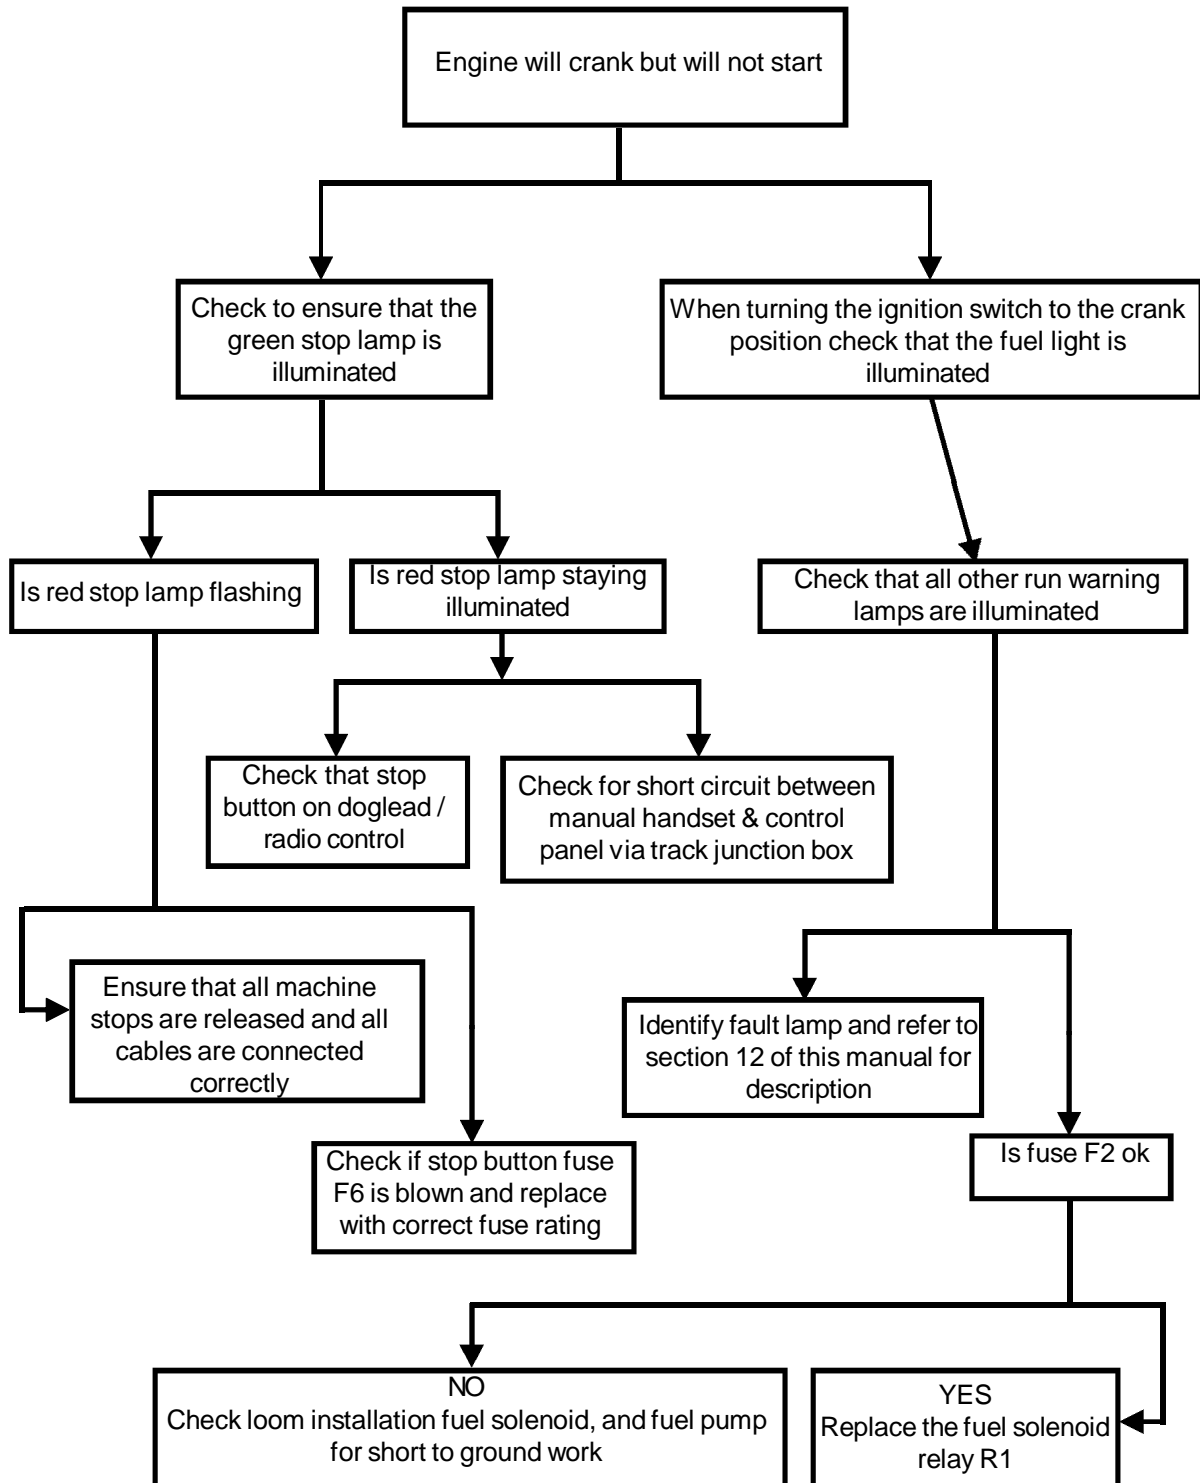 Engine will crank but will not start
Check to ensure that the
green stop lamp is
illuminated
When turning the ignition switch to the crank
position check that the fuel light is
illuminated
Is red stop lamp flashing
Is red stop lamp staying
illuminated
Check that all other run warning
lamps are illuminated
Check that stop
button on doglead /
radio control
Check for short circuit between
manual handset & control
panel via track junction box
Ensure that all machine
stops are released and all
cables are connected
correctly
Identify fault lamp and refer to
section 12 of this manual for
description
Check if stop button fuse
F6 is blown and replace
with correct fuse rating
Is fuse F2 ok
NO
Check loom installation fuel solenoid, and fuel pump
for short to ground work
YES
Replace the fuel solenoid
relay R1